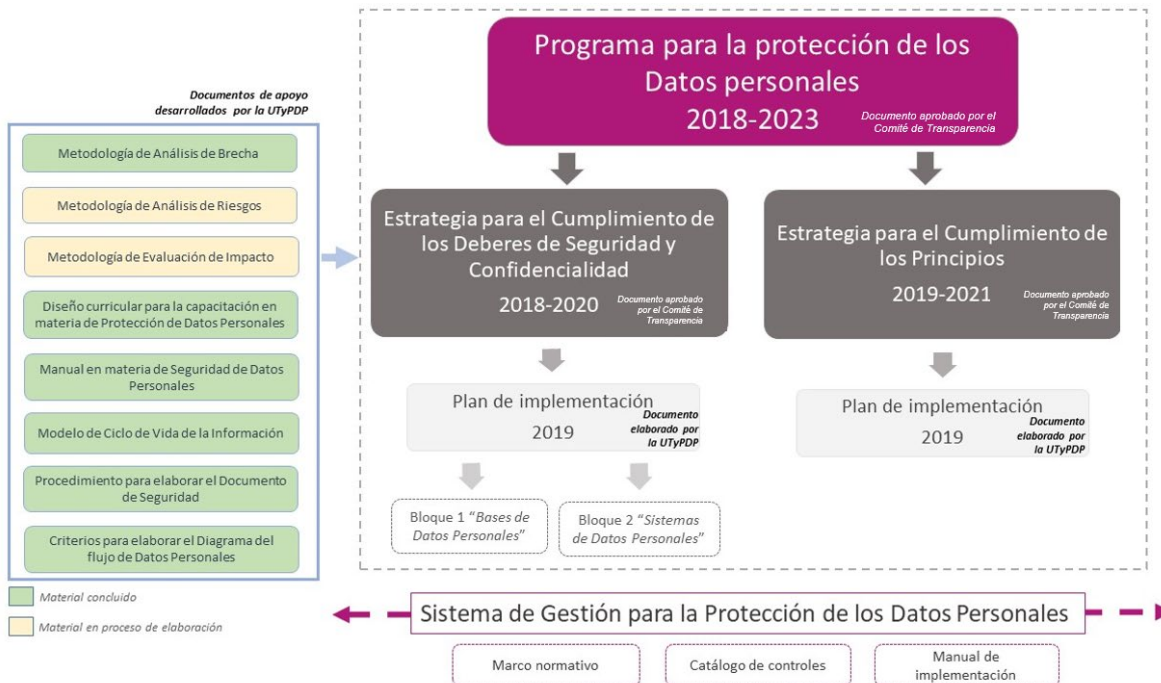 Programa para la protección de los
Datos personales
2018-2023
Documento aprobado por el
Comité de Transparencia
Documentos de apoyo
desarrollados por la UTyPDP
Metodología de Análisis de Brecha
Metodología de Análisis de Riesgos
Metodología de Evaluación de Impacto
Diseño curricular para la capacitación en
materia de Protección de Datos Personales
Manual en materia de Seguridad de Datos
Personales
Modelo de Ciclo de Vida de la Información
Procedimiento para elaborar el Documento
de Seguridad
Criterios para elaborar el Diagrama del
flujo de Datos Personales
Material concluido
Material en proceso de elaboración
Estrategia para el Cumplimiento de
los Deberes de Seguridad y
Confidencialidad
2018-2020
Documento aprobado
por el Comité de
Transparencia
Estrategia para el Cumplimiento de
los Principios
2019-2021
Documento aprobado
por el Comité de
Transparencia
Plan de implementación
2019
Documento
elaborado por
la UTyPDP
Plan de implementación
2019
Documento
elaborado por
la UTyPDP
Bloque 1 “Bases de
Datos Personales”
Bloque 2 “Sistemas
de Datos Personales”
Sistema de Gestión para la Protección de los Datos Personales
Marco normativo
Catálogo de controles
Manual de
implementación